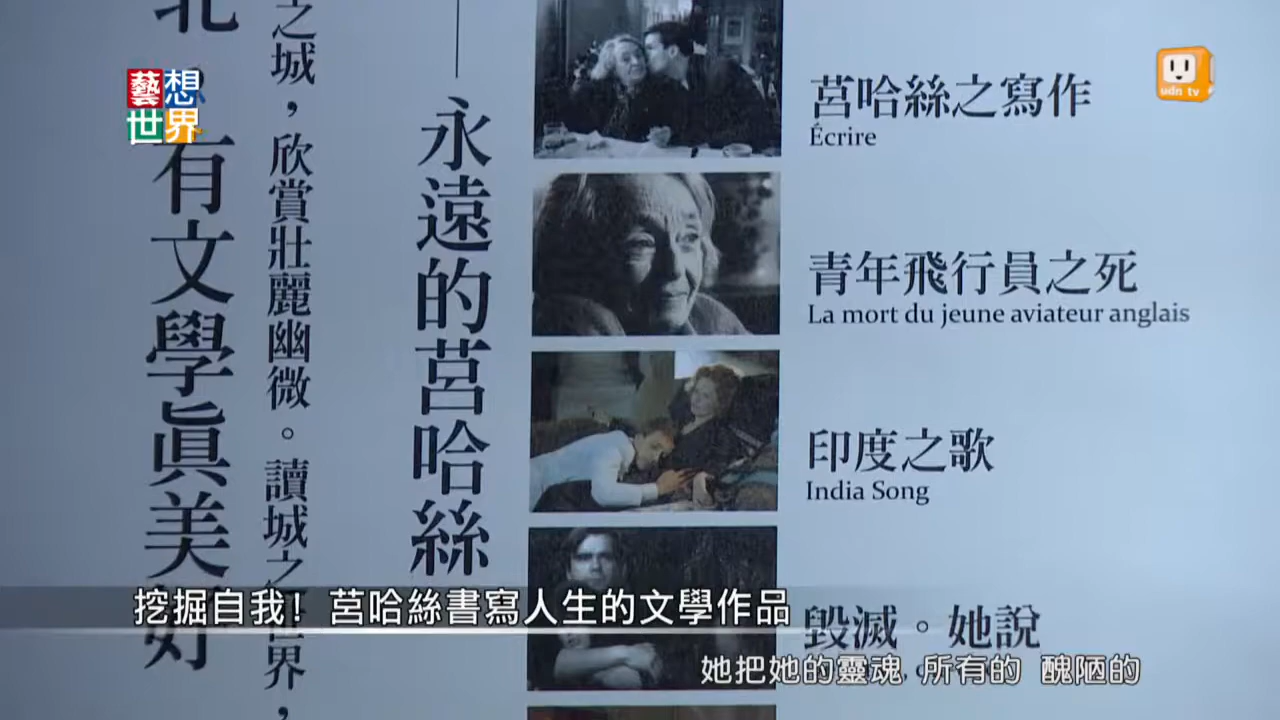 藝想
世界
udn tv
北，有文學真美好
之城，欣賞壯麗幽微。讀城之世界，
永遠的莒哈絲
莒哈絲之寫作
Écrire
青年飛行員之死
La mort du jeune aviateur anglais
印度之歌
India Song
毀滅。她說
挖掘自我！ 莒哈絲書寫人生的文學作品
她把她的靈魂 所有的 醜陋的